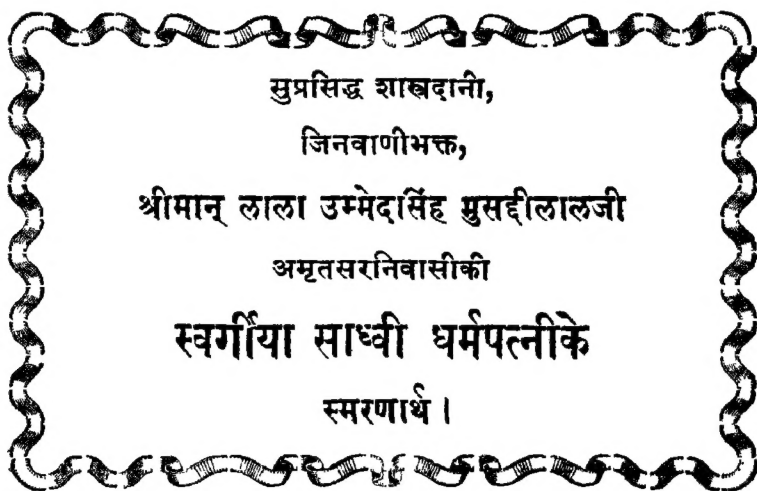 सुप्रसिद्ध शास्त्रदानी,
जिनवाणीभक्त,
श्रीमान् लाला उम्मेदसिंह मुसद्दीलालजी
अमृतसरनिवासीकी
स्वर्गीया साध्वी धर्मपत्नीके
स्मरणार्थ ।